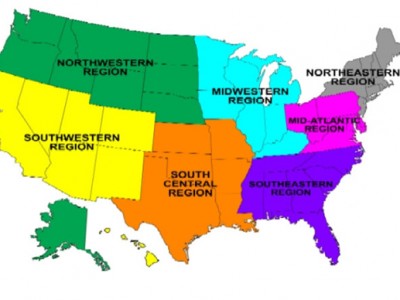 NORTHWESTERN
REGION
MIDWESTERN
REGION
NORTHEASTERN
REGION
MID-ATLANTIC
REGION
SOUTHWESTERN
REGION
SOUTH
CENTRAL
REGION
SOUTHEASTERN
REGION